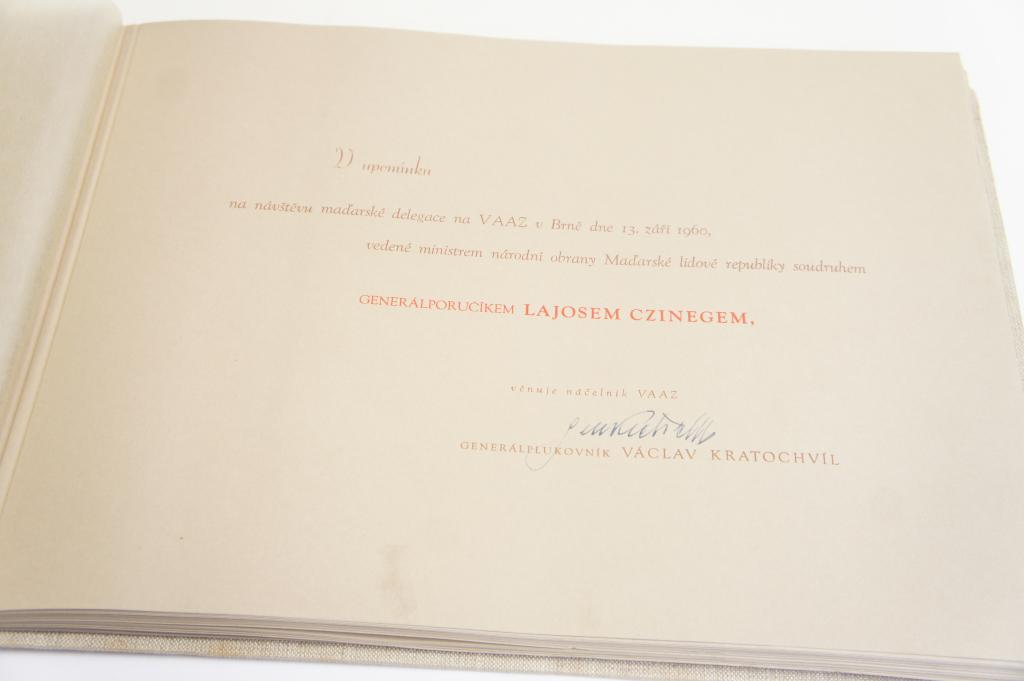 V upomínku
na návštěvu maďarské delegace na VAAZ v Brně dne 13. září 1960,
vedené ministrem národní obrany Maďarské lidové republiky soudruhem
GENERÁLPORUČÍKEM LAJOSEM CZINEGEM,
věnuje náčelník VAAZ
GENERÁLPLUKOVNÍK VÁCLAV KRATOCHVÍL